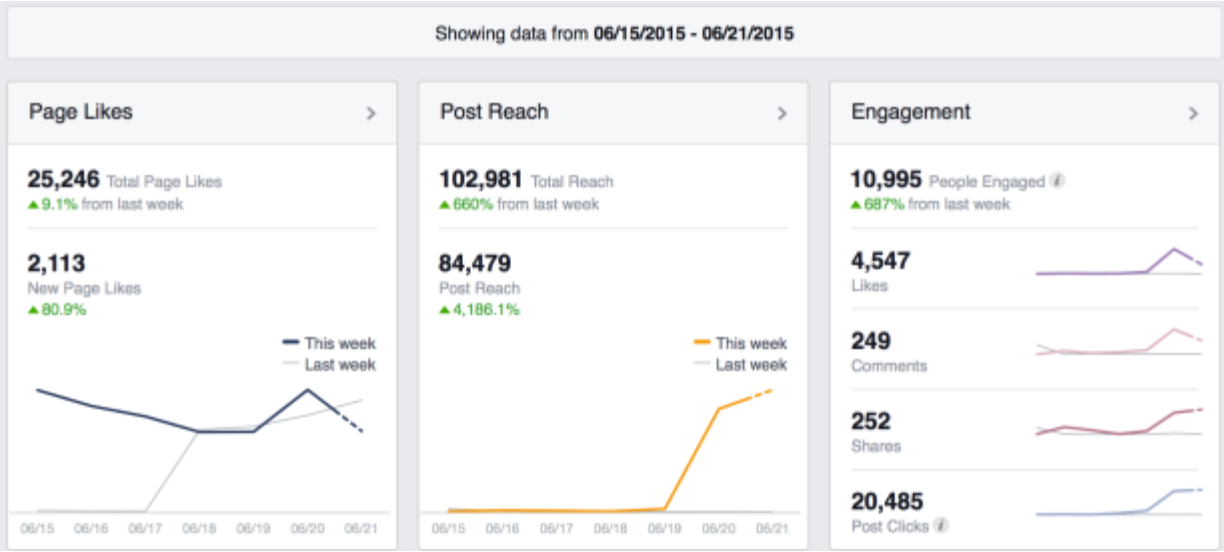 Showing data from 06/15/2015 - 06/21/2015
Page Likes
25,246 Total Page Likes
9.1% from last week
2,113
New Page Likes
80.9%
This week
Last week
06/15 06/16 06/17 06/18 06/19 06/20 06/21
Post Reach
102,981 Total Reach
660% from last week
84,479
Post Reach
4,186.1%
This week
Last week
06/15 06/16 06/17 06/18 06/19 06/20 06/21
Engagement
10,995 People Engaged i
687% from last week
4,547
Likes
249
Comments
252
Shares
20,485
Post Clicks i